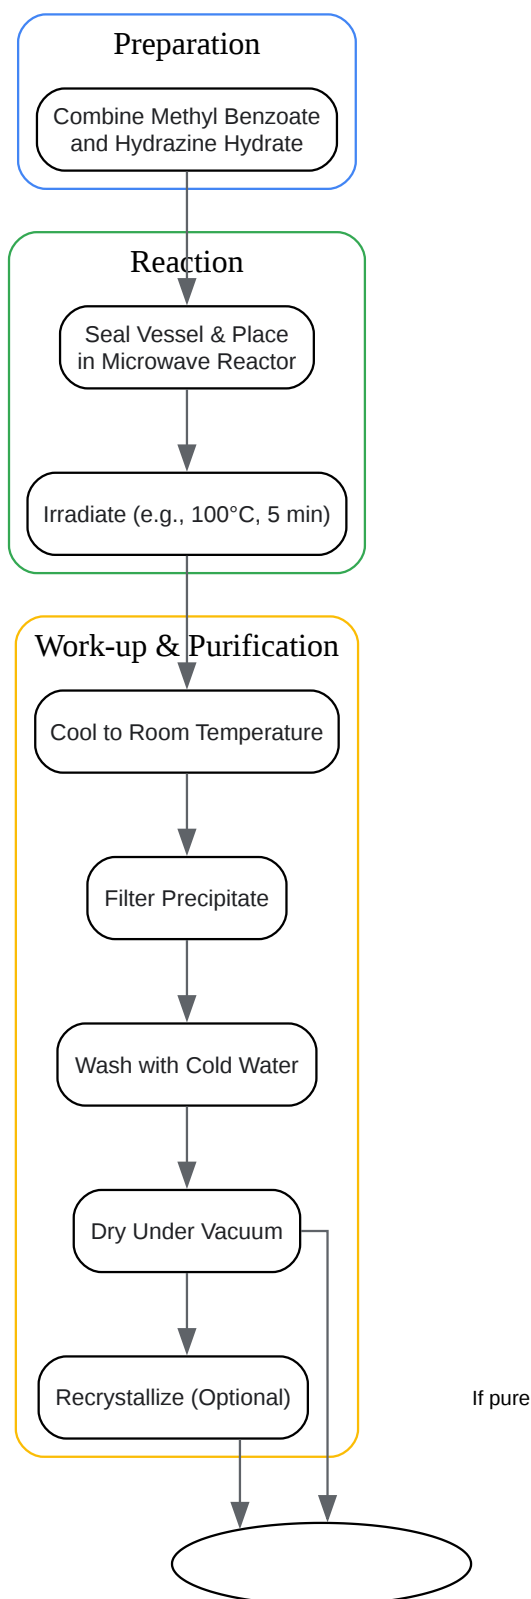 Preparation
Combine Methyl Benzoate
and Hydrazine Hydrate
Reaction
Seal Vessel & Place
in Microwave Reactor
Irradiate (e.g., 100°C, 5 min)
Work-up & Purification
Cool to Room Temperature
Filter Precipitate
Wash with Cold Water
Dry Under Vacuum
Recrystallize (Optional)
If pure